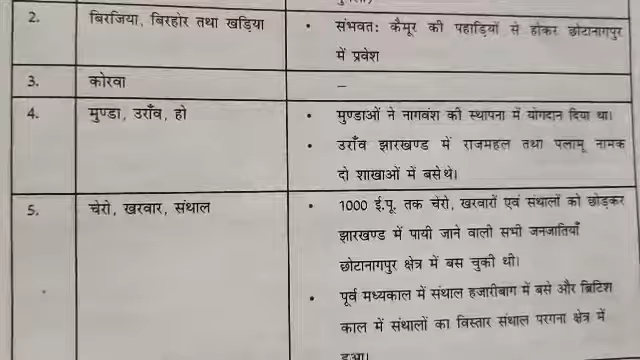 2.
बिरजिया, बिरहोर तथा खड़िया
• संभवतः कैमूर की पहाड़ियों से होकर छोटानागपुर
में प्रवेश
3.
कोरवा
–
4.
मुण्डा, उराँव, हो
• मुण्डाओं ने नागवंश की स्थापना में योगदान दिया था।
• उराँव झारखण्ड में राजमहल तथा पलामू नामक
दो शाखाओं में बसे थे।
5.
चेरो, खरवार, संथाल
• 1000 ई.पू. तक चेरो, खरवारों एवं संथालों को छोड़कर
झारखण्ड में पायी जाने वाली सभी जनजातियाँ
छोटानागपुर क्षेत्र में बस चुकी थी।
• पूर्व मध्यकाल में संथाल हजारीबाग में बसे और ब्रिटिश
काल में संथालों का विस्तार संथाल परगना क्षेत्र में
हुआ।